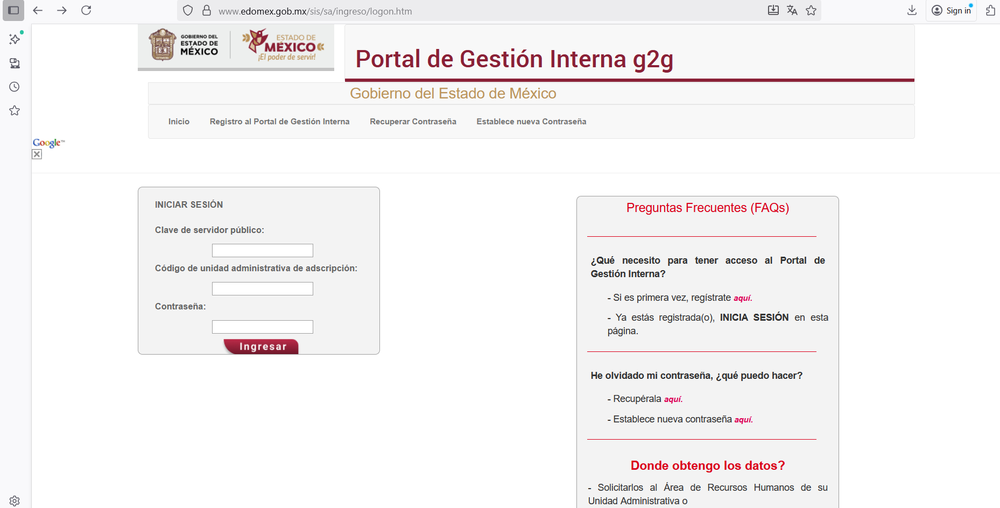 www.edomex.gob.mx/sis/sa/ingreso/logon.htm
Sign in
GOBIERNO DEL
ESTADO DE
MÉXICO
ESTADO DE
MÉXICO
¡El poder de servir!
Portal de Gestión Interna g2g
Gobierno del Estado de México
Inicio Registro al Portal de Gestión Interna Recuperar Contraseña Establece nueva Contraseña
Google™
INICIAR SESIÓN
Clave de servidor público:
Código de unidad administrativa de adscripción:
Contraseña:
Ingresar
Preguntas Frecuentes (FAQs)
¿Qué necesito para tener acceso al Portal de
Gestión Interna?
- Si es primera vez, regístrate aquí.
- Ya estás registrada(o), INICIA SESIÓN en esta
página.
He olvidado mi contraseña, ¿qué puedo hacer?
- Recupérala aquí.
- Establece nueva contraseña aquí.
Donde obtengo los datos?
- Solicitarlos al Área de Recursos Humanos de su
Unidad Administrativa o